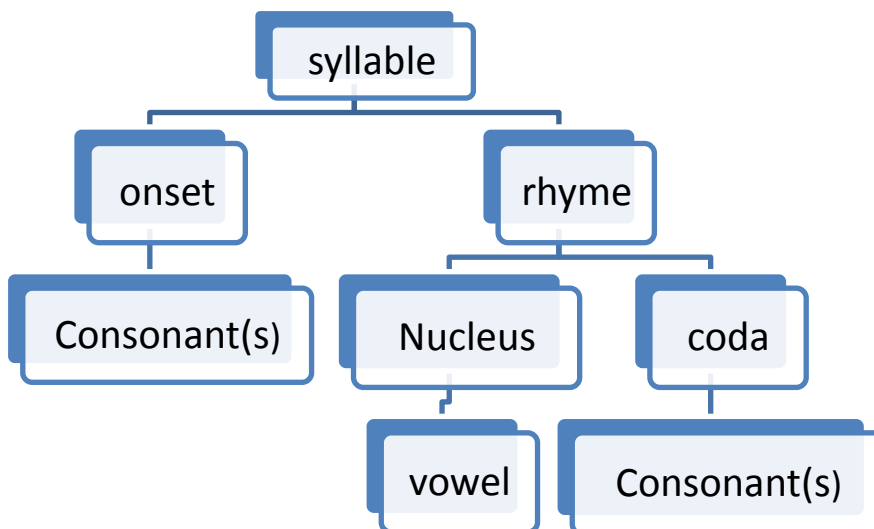 syllable
onset
rhyme
Consonant(s)
Nucleus
coda
vowel
Consonant(s)